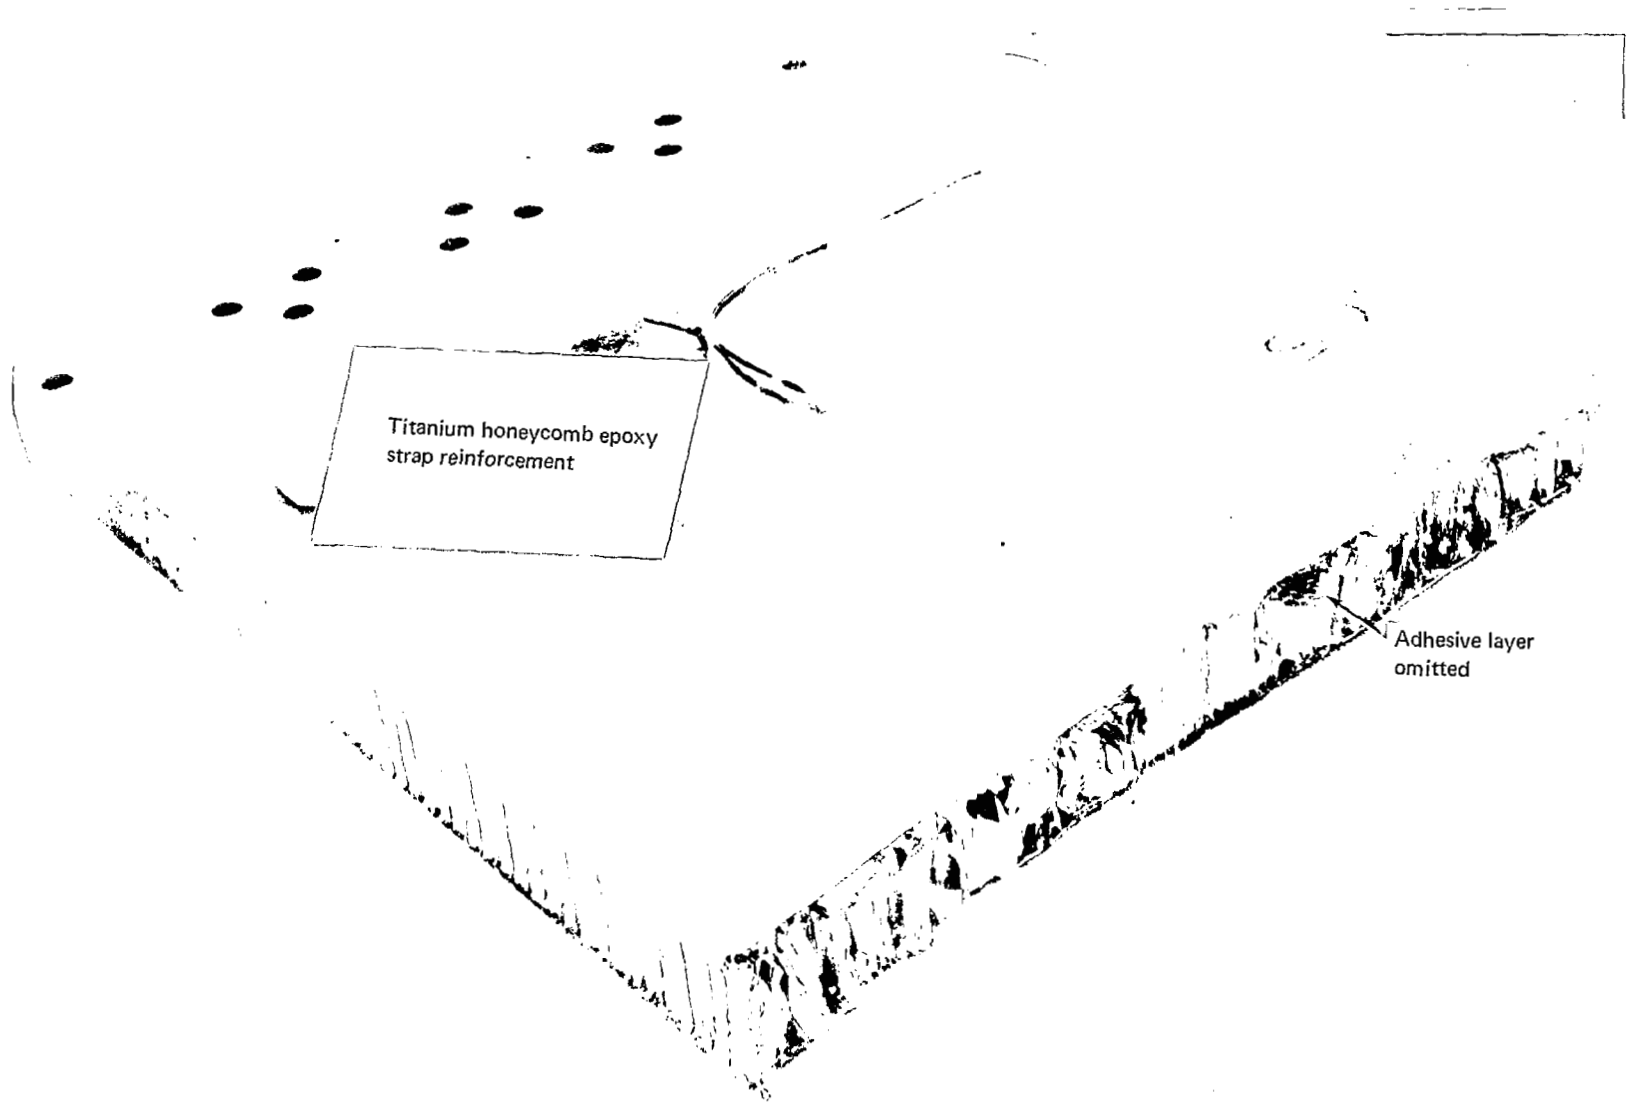 Titanium honeycomb epoxy
strap reinforcement
Adhesive layer
omitted